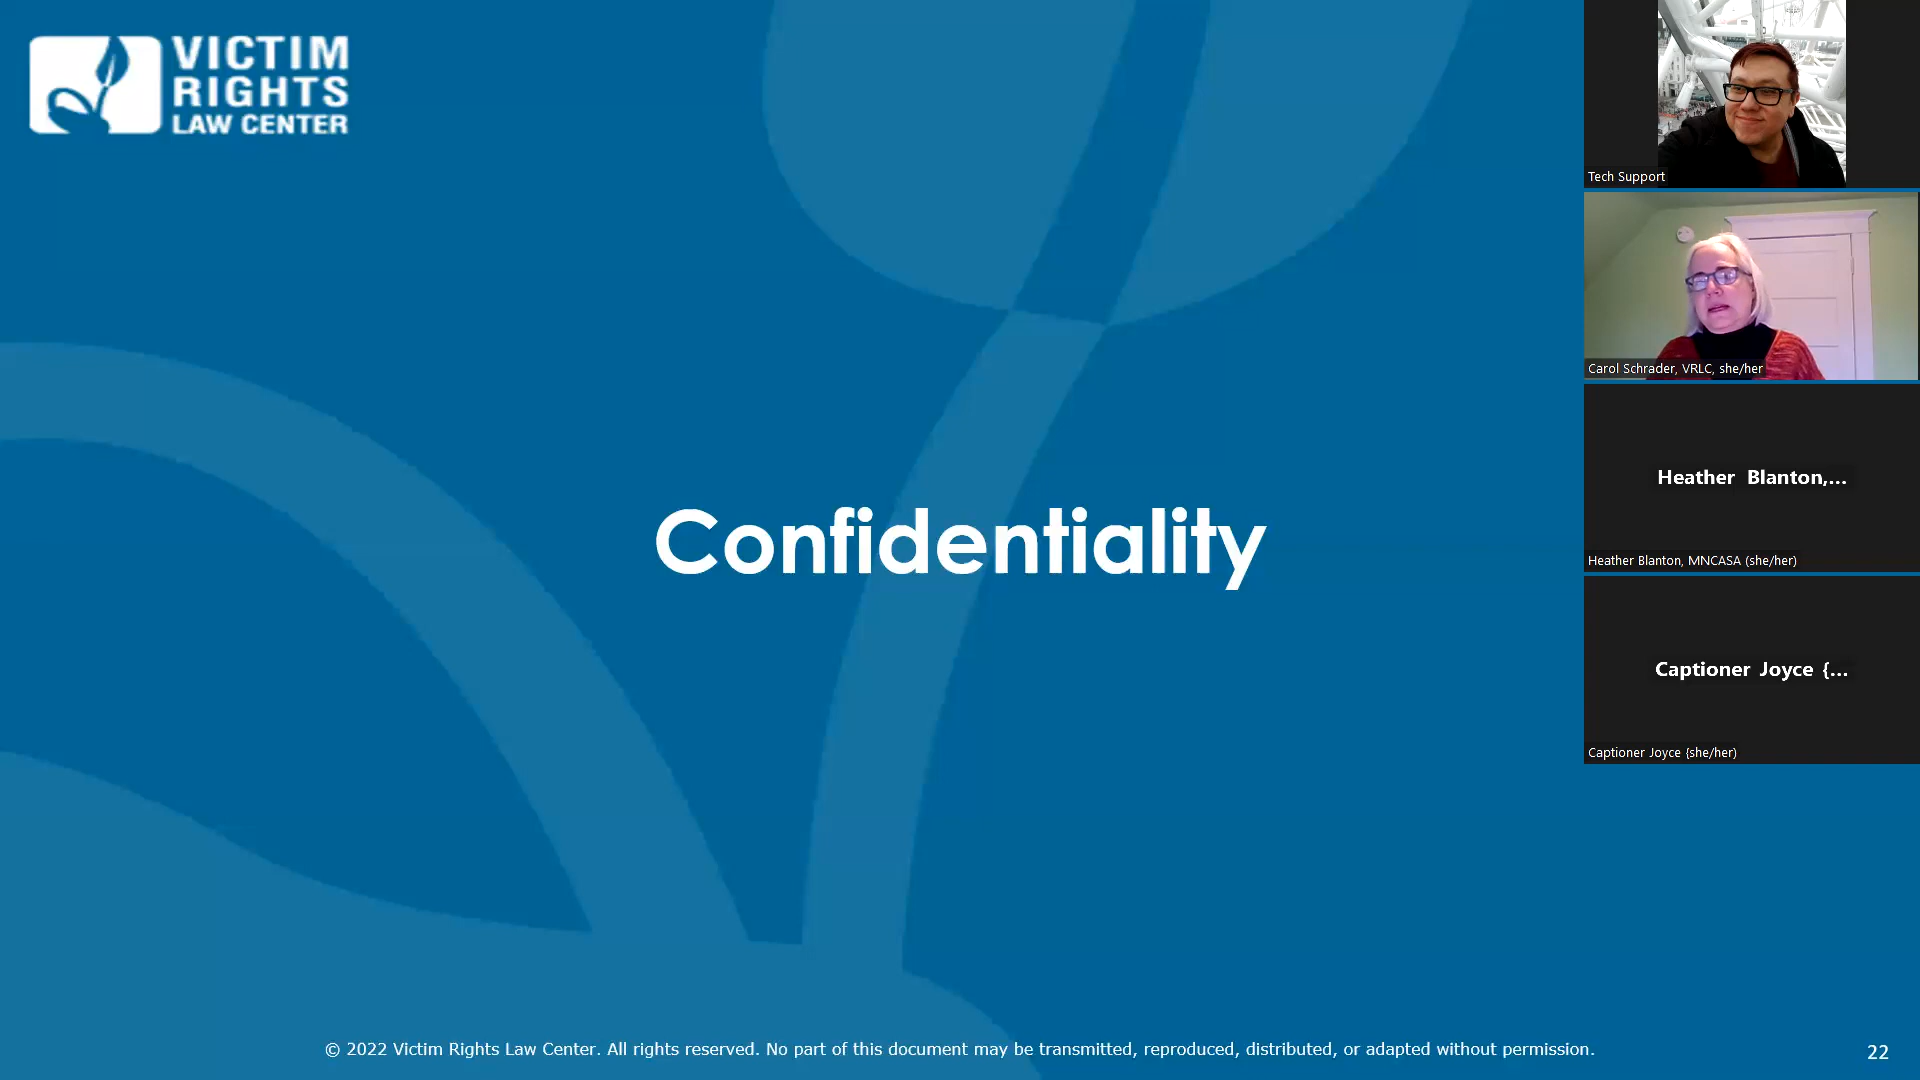 VICTIM
RIGHTS
LAW CENTER
Confidentiality
© 2022 Victim Rights Law Center. All rights reserved. No part of this document may be transmitted, reproduced, distributed, or adapted without permission.
22
Tech Support
Carol Schrader, VRLC, she/her
Heather Blanton,...
Heather Blanton, MNCASA (she/her)
Captioner Joyce {...
Captioner Joyce {she/her)